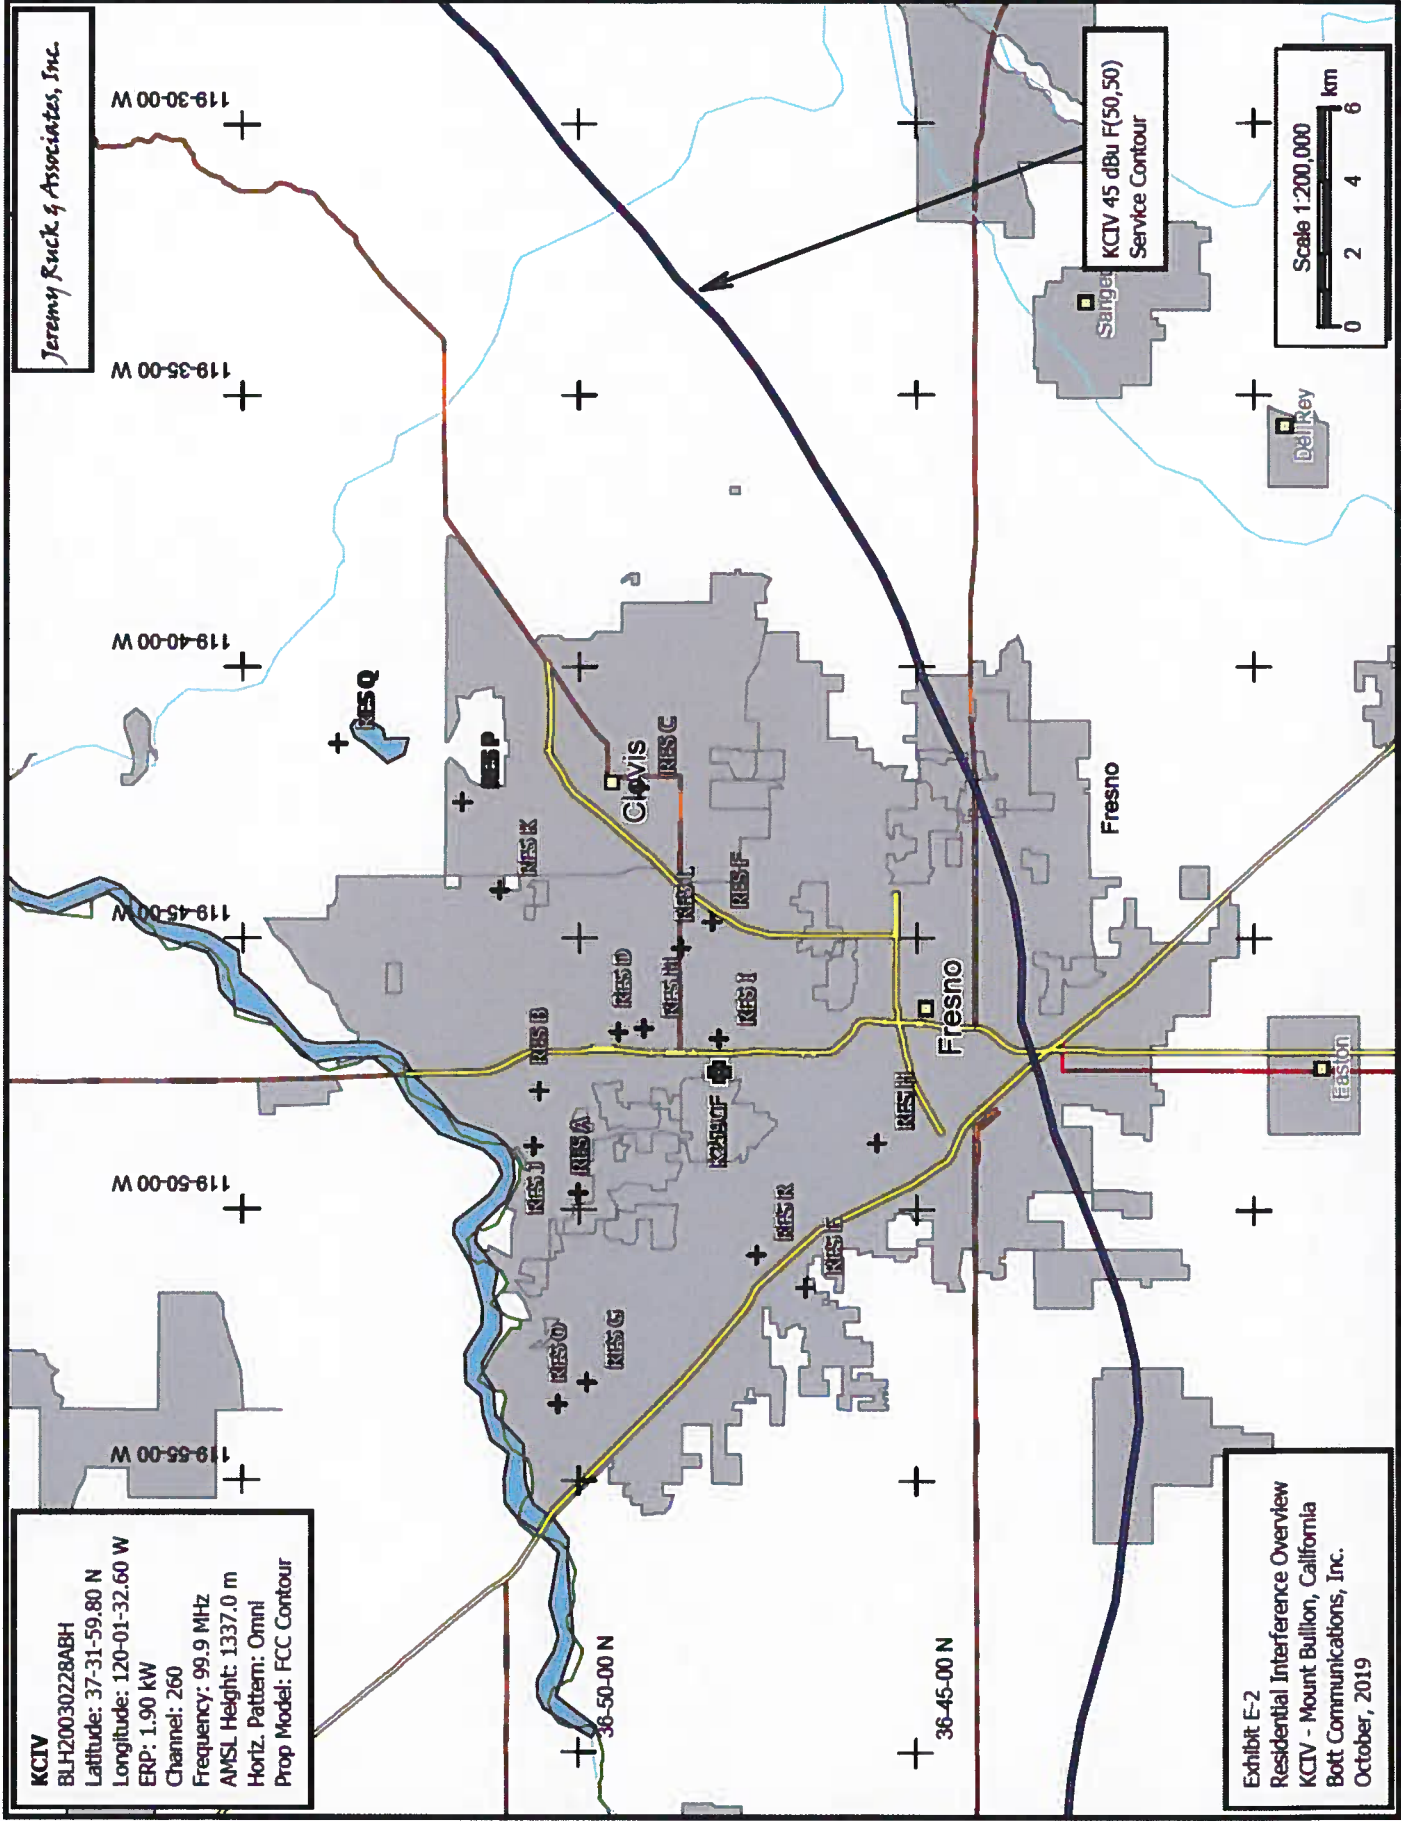 KCIV
BLH20030228ABH
Latitude: 37-31-59.80 N
Longitude: 120-01-32.60 W
ERP: 1.90 kW
Channel: 260
Frequency: 99.9 MHz
AMSL Height: 1337.0 m
Horiz. Pattern: Omni
Prop Model: FCC Contour
Jeremy Ruck & Associates, Inc.
119-55-00 W
119-50-00 W
119-45-00 W
119-40-00 W
119-35-00 W
119-30-00 W
RES Q
RES P
RES K
RES B
RES J
RES A
RES O
RES G
RES D
Clovis
RES C
RES L
RES F
RES I
RES R
RES E
RES H
Fresno
Fresno
36-50-00 N
36-45-00 N
KCIV 45 dBu F(50,50)
Service Contour
Sanger
Del Rey
Easton
Scale 1:200,000
0 2 4 6 km
Exhibit E-2
Residential Interference Overview
KCIV - Mount Bullion, California
Bott Communications, Inc.
October, 2019